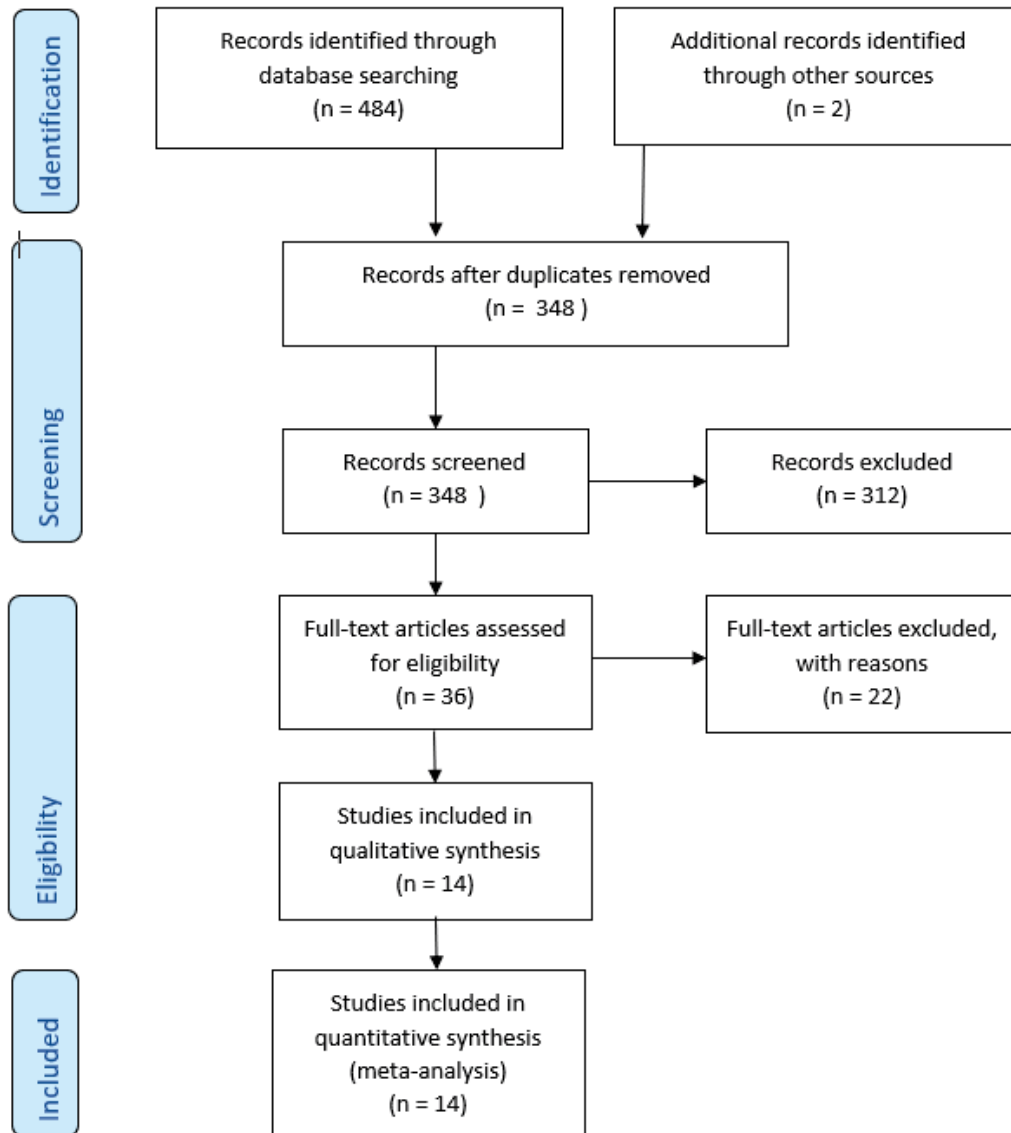 Identification
Records identified through
database searching
(n = 484)
Additional records identified
through other sources
(n = 2)
Screening
Records after duplicates removed
(n =  348 )
Records screened
(n = 348  )
Records excluded
(n = 312)
Eligibility
Full-text articles assessed
for eligibility
(n = 36)
Full-text articles excluded,
with reasons
(n = 22)
Studies included in
qualitative synthesis
(n = 14)
Included
Studies included in
quantitative synthesis
(meta-analysis)
(n = 14)